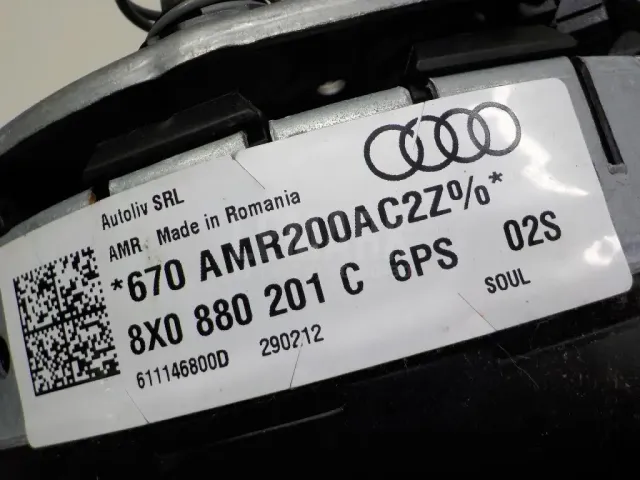 Autoliv SRL
AMR Made in Romania
*670 AMR200AC2Z%*
8X0 880 201 C 6PS 02S
611146800D 290212 SOUL